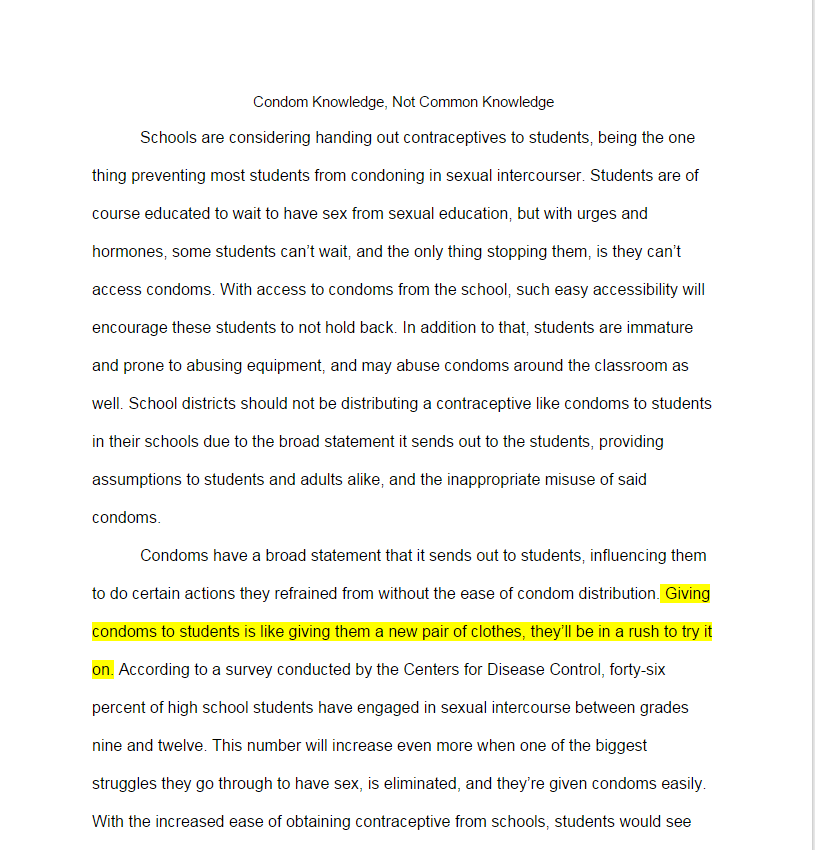 Condom Knowledge, Not Common Knowledge
Schools are considering handing out contraceptives to students, being the one
thing preventing most students from condoning in sexual intercourser. Students are of
course educated to wait to have sex from sexual education, but with urges and
hormones, some students can’t wait, and the only thing stopping them, is they can’t
access condoms. With access to condoms from the school, such easy accessibility will
encourage these students to not hold back. In addition to that, students are immature
and prone to abusing equipment, and may abuse condoms around the classroom as
well. School districts should not be distributing a contraceptive like condoms to students
in their schools due to the broad statement it sends out to the students, providing
assumptions to students and adults alike, and the inappropriate misuse of said
condoms.
Condoms have a broad statement that it sends out to students, influencing them
to do certain actions they refrained from without the ease of condom distribution. Giving
condoms to students is like giving them a new pair of clothes, they’ll be in a rush to try it
on. According to a survey conducted by the Centers for Disease Control, forty-six
percent of high school students have engaged in sexual intercourse between grades
nine and twelve. This number will increase even more when one of the biggest
struggles they go through to have sex, is eliminated, and they’re given condoms easily.
With the increased ease of obtaining contraceptive from schools, students would see